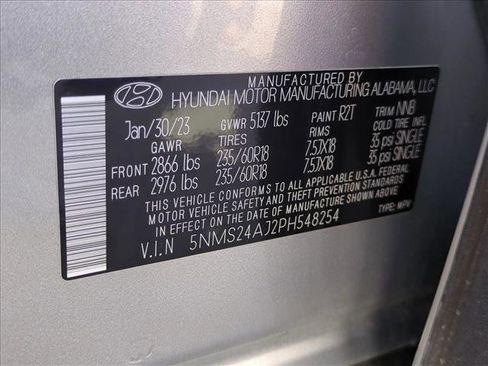 MANUFACTURED BY
HYUNDAI MOTOR MANUFACTURING ALABAMA, LLC
Jan/30/23 GVWR 5137 lbs PAINT R2T TRIM NNB
GAWR TIRES RIMS COLD TIRE INFL
FRONT 2866 lbs 235/60R18 7.5JX18 35 psi SINGLE
REAR 2976 lbs 235/60R18 7.5JX18 35 psi SINGLE
THIS VEHICLE CONFORMS TO ALL APPLICABLE U.S.A. FEDERAL
MOTOR VEHICLE SAFETY AND THEFT PREVENTION STANDARDS
IN EFFECT ON THE DATE OF MANUFACTURE SHOWN ABOVE.
V.I.N 5NMS24AJ2PH548254 TYPE: MPV